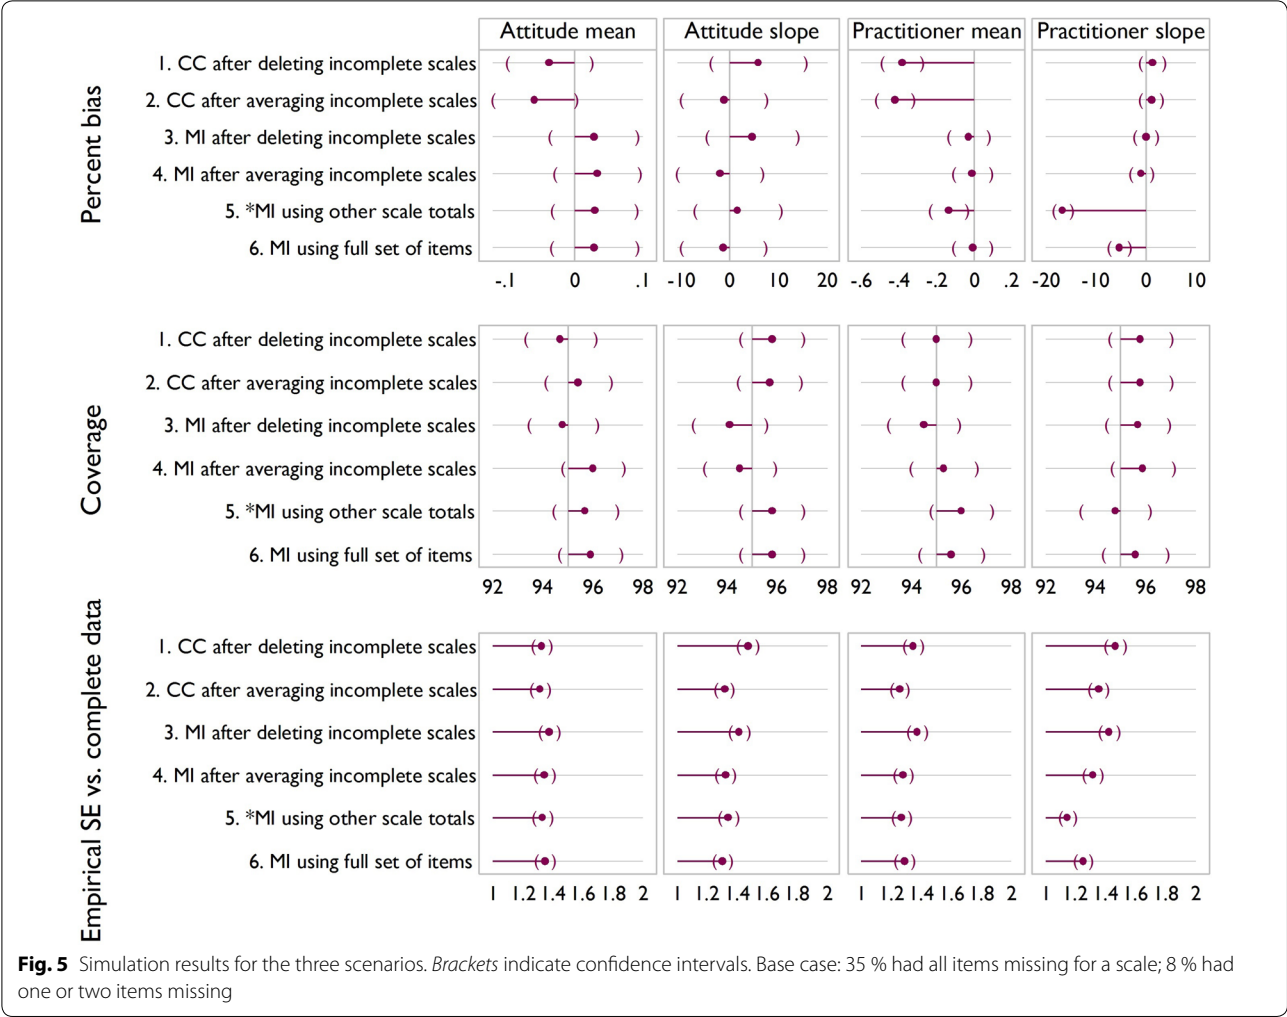 Attitude mean Attitude slope Practitioner mean Practitioner slope
Percent bias
1. CC after deleting incomplete scales
2. CC after averaging incomplete scales
3. MI after deleting incomplete scales
4. MI after averaging incomplete scales
5. *MI using other scale totals
6. MI using full set of items
-.1 0 .1 -10 0 10 20 -.6 -.4 -.2 0 .2 -20 -10 0 10
Coverage
1. CC after deleting incomplete scales
2. CC after averaging incomplete scales
3. MI after deleting incomplete scales
4. MI after averaging incomplete scales
5. *MI using other scale totals
6. MI using full set of items
92 94 96 98 92 94 96 98 92 94 96 98 92 94 96 98
Empirical SE vs. complete data
1. CC after deleting incomplete scales
2. CC after averaging incomplete scales
3. MI after deleting incomplete scales
4. MI after averaging incomplete scales
5. *MI using other scale totals
6. MI using full set of items
1 1.2 1.4 1.6 1.8 2 1 1.2 1.4 1.6 1.8 2 1 1.2 1.4 1.6 1.8 2 1 1.2 1.4 1.6 1.8 2
Fig. 5 Simulation results for the three scenarios. Brackets indicate confidence intervals. Base case: 35 % had all items missing for a scale; 8 % had
one or two items missing